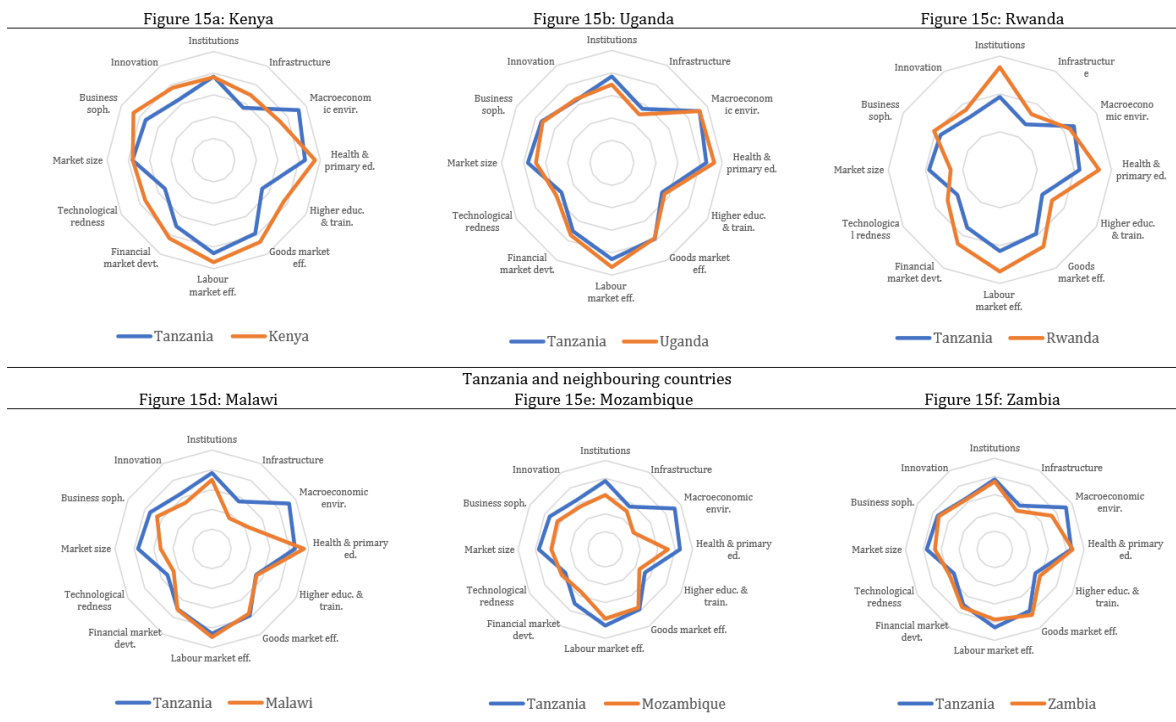 Figure 15a: Kenya
Institutions
Infrastructure
Macroeconom
ic envir.
Health &
primary ed.
Higher educ.
& train.
Goods market
eff.
Labour
market eff.
Financial
market devt.
Technological
redness
Market size
Business
soph.
Innovation
Tanzania
Kenya
Figure 15b: Uganda
Institutions
Infrastructure
Macroeconom
ic envir.
Health &
primary ed.
Higher educ.
& train.
Goods market
eff.
Labour
market eff.
Financial
market devt.
Technological
redness
Market size
Business
soph.
Innovation
Tanzania
Uganda
Figure 15c: Rwanda
Institutions
Infrastructur
e
Macroecono
mic envir.
Health &
primary ed.
Higher educ.
& train.
Goods market
eff.
Labour
market eff.
Financial
market devt.
Technologica
l redness
Market size
Business
soph.
Innovation
Tanzania
Rwanda
Tanzania and neighbouring countries
Figure 15d: Malawi
Institutions
Infrastructure
Macroeconomic
envir.
Health & primary
ed.
Higher educ. &
train.
Goods market eff.
Labour market eff.
Financial market
devt.
Technological
redness
Market size
Business soph.
Innovation
Tanzania
Malawi
Figure 15e: Mozambique
Institutions
Infrastructure
Macroeconomic
envir.
Health & primary
ed.
Higher educ. &
train.
Goods market eff.
Labour market eff.
Financial market
devt.
Technological
redness
Market size
Business soph.
Innovation
Tanzania
Mozambique
Figure 15f: Zambia
Institutions
Infrastructure
Macroeconomic
envir.
Health & primary
ed.
Higher educ. &
train.
Goods market eff.
Labour market eff.
Financial market
devt.
Technological
redness
Market size
Business soph.
Innovation
Tanzania
Zambia